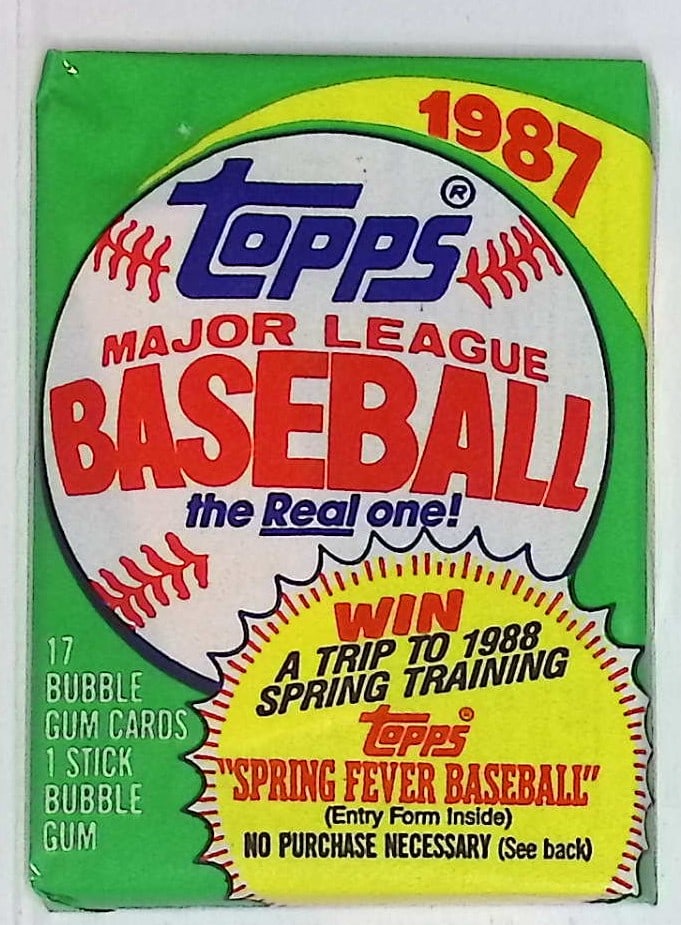 1987
TOPPS®
MAJOR LEAGUE
BASEBALL
the Real one!
WIN
A TRIP TO 1988
SPRING TRAINING
TOPPS®
"SPRING FEVER BASEBALL"
(Entry Form Inside)
NO PURCHASE NECESSARY (See back)
17
BUBBLE
GUM CARDS
1 STICK
BUBBLE
GUM